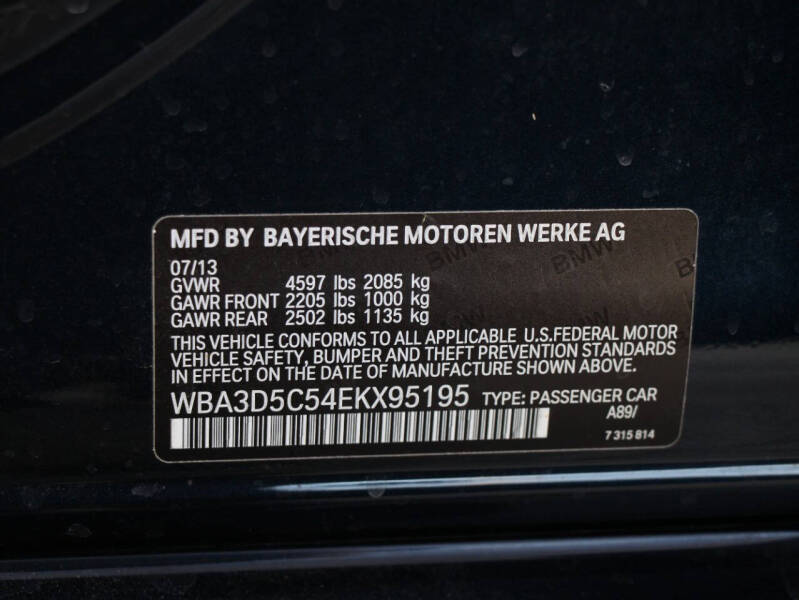 MFD BY BAYERISCHE MOTOREN WERKE AG
07/13
GVWR 4597 lbs 2085 kg
GAWR FRONT 2205 lbs 1000 kg
GAWR REAR 2502 lbs 1135 kg
THIS VEHICLE CONFORMS TO ALL APPLICABLE U.S.FEDERAL MOTOR
VEHICLE SAFETY, BUMPER AND THEFT PREVENTION STANDARDS
IN EFFECT ON THE DATE OF MANUFACTURE SHOWN ABOVE.
WBA3D5C54EKX95195 TYPE: PASSENGER CAR
A89/
7 315 814
BMW
BMW
BMW